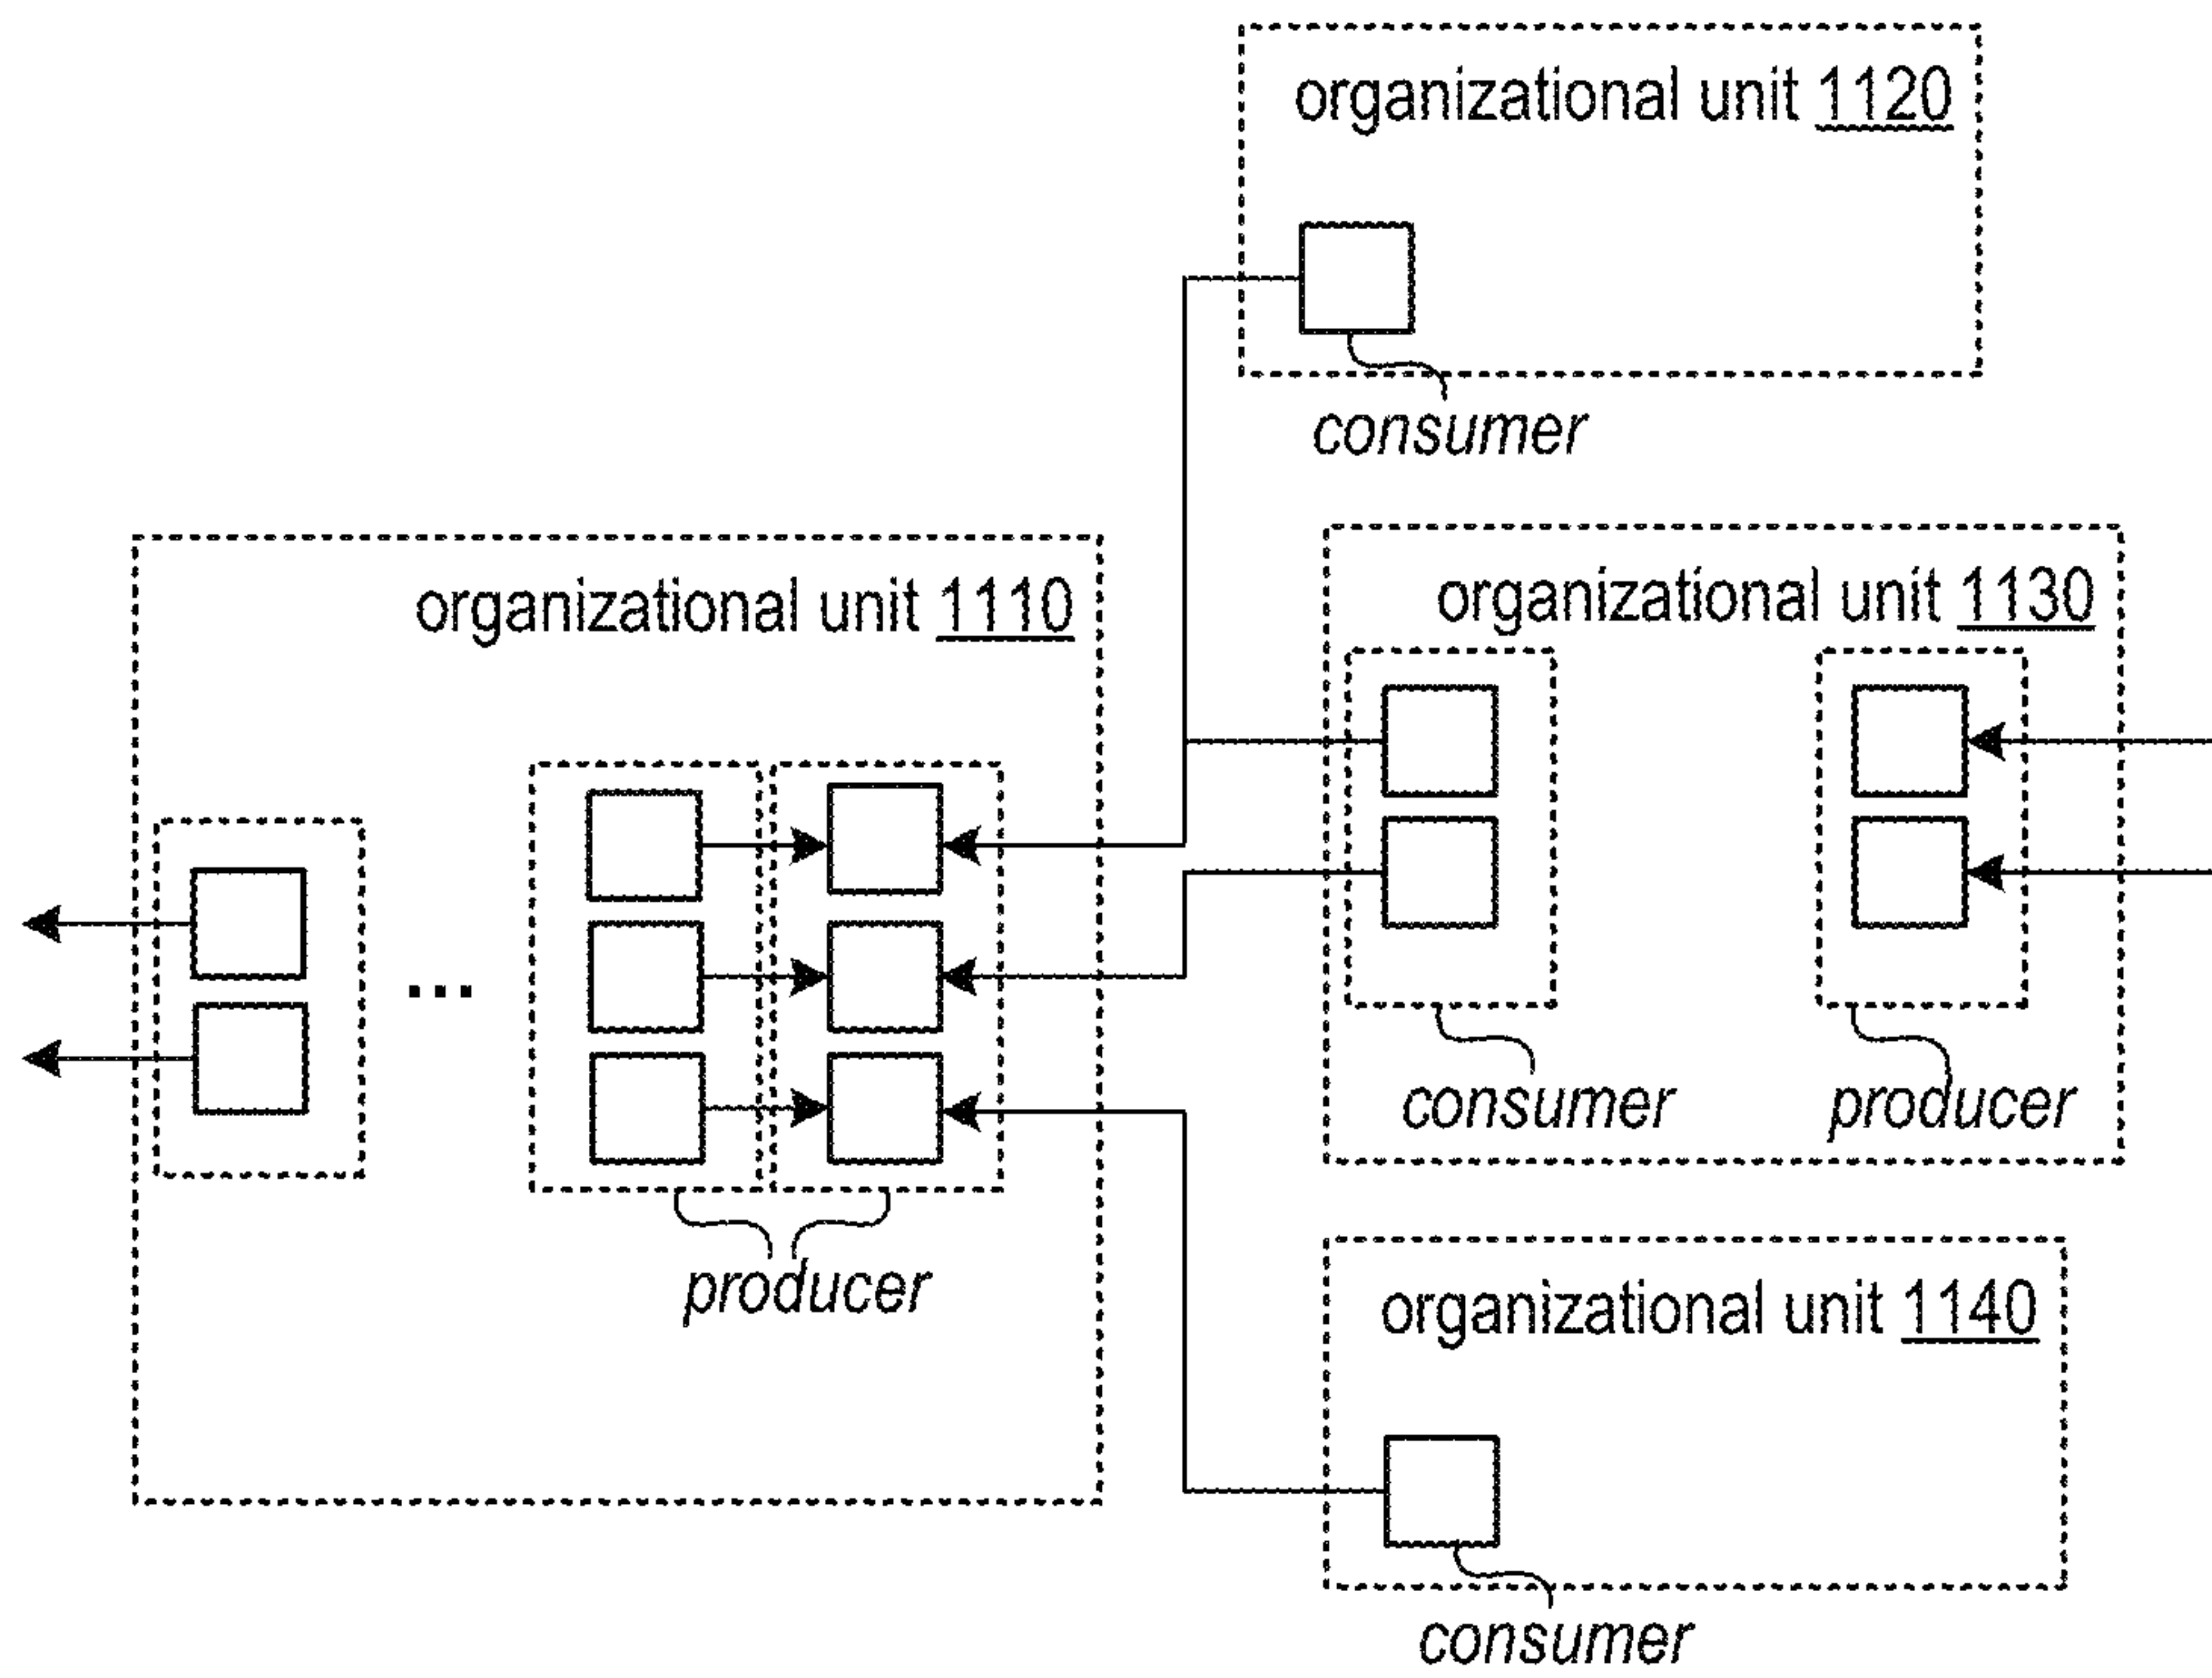 organizational unit 1120
consumer
organizational unit 1110
organizational unit 1130
...
consumer
producer
producer
organizational unit 1140
consumer